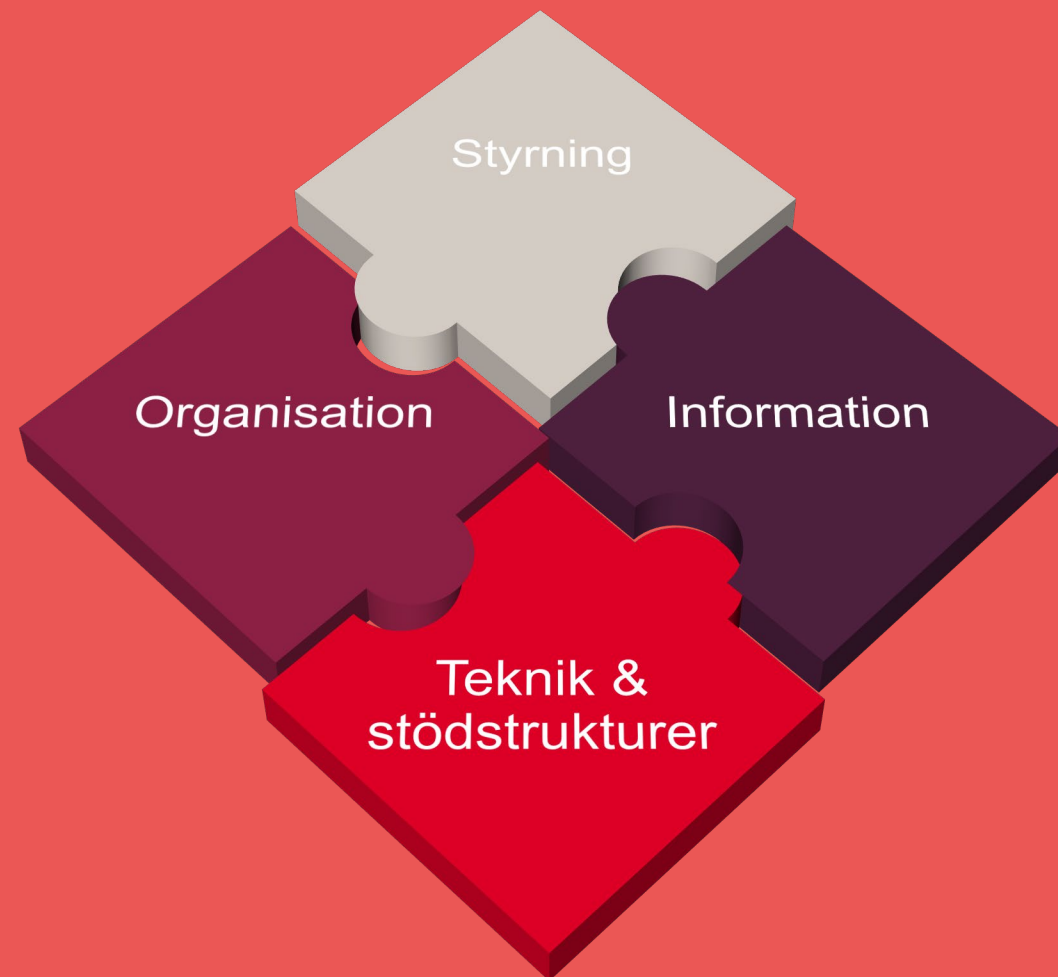 Styrning
Organisation
Information
Teknik &
stödstrukturer